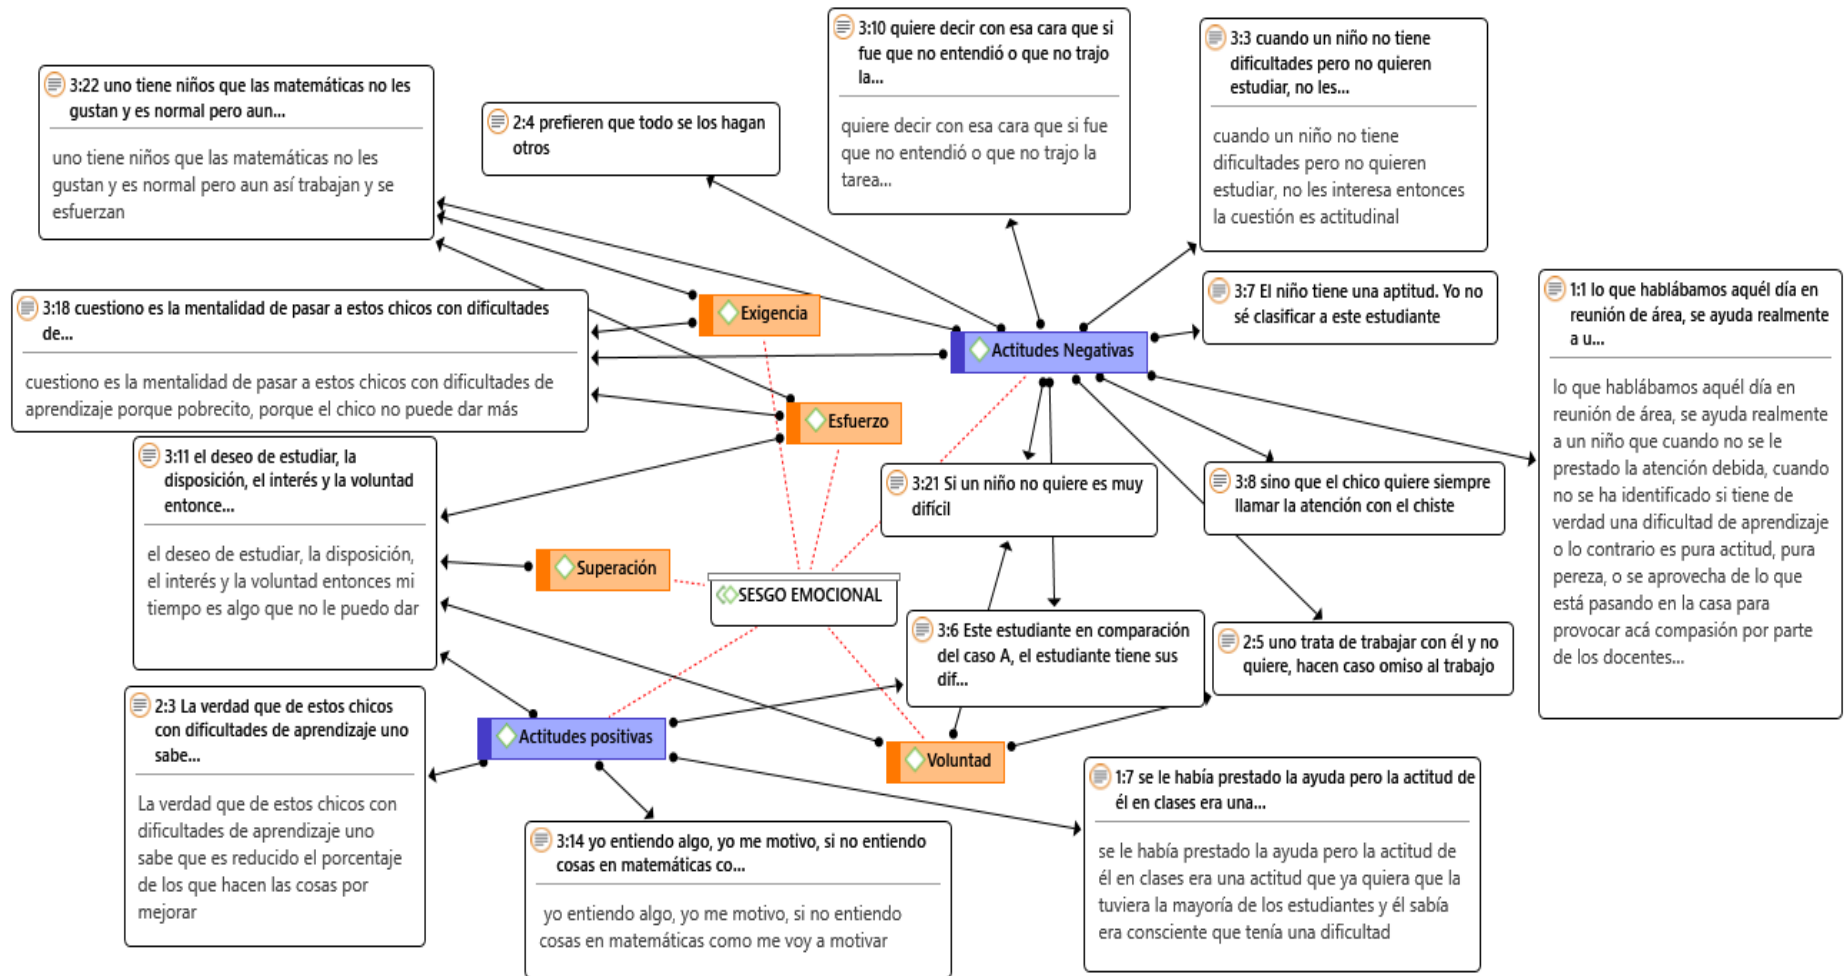 3:22 uno tiene niños que las matemáticas no les
gustan y es normal pero aun...
uno tiene niños que las matemáticas no les
gustan y es normal pero aun así trabajan y se
esfuerzan
2:4 prefieren que todo se los hagan
otros
3:10 quiere decir con esa cara que si
fue que no entendió o que no trajo
la...
quiere decir con esa cara que si fue
que no entendió o que no trajo la
tarea...
3:3 cuando un niño no tiene
dificultades pero no quieren
estudiar, no les...
cuando un niño no tiene
dificultades pero no quieren
estudiar, no les interesa entonces
la cuestión es actitudinal
3:18 cuestiono es la mentalidad de pasar a estos chicos con dificultades
de...
cuestiono es la mentalidad de pasar a estos chicos con dificultades de
aprendizaje porque pobrecito, porque el chico no puede dar más
Exigencia
Actitudes Negativas
3:7 El niño tiene una aptitud. Yo no
sé clasificar a este estudiante
1:1 lo que hablábamos aquél día en
reunión de área, se ayuda realmente
a u...
lo que hablábamos aquél día en
reunión de área, se ayuda realmente
a un niño que cuando no se le
prestado la atención debida, cuando
no se ha identificado si tiene de
verdad una dificultad de aprendizaje
o lo contrario es pura actitud, pura
pereza, o se aprovecha de lo que
está pasando en la casa para
provocar acá compasión por parte
de los docentes...
Esfuerzo
3:11 el deseo de estudiar, la
disposición, el interés y la voluntad
entonce...
el deseo de estudiar, la disposición,
el interés y la voluntad entonces mi
tiempo es algo que no le puedo dar
3:21 Si un niño no quiere es muy
difícil
3:8 sino que el chico quiere siempre
llamar la atención con el chiste
Superación
SESGO EMOCIONAL
3:6 Este estudiante en comparación
del caso A, el estudiante tiene sus
dif...
2:5 uno trata de trabajar con él y no
quiere, hacen caso omiso al trabajo
2:3 La verdad que de estos chicos
con dificultades de aprendizaje uno
sabe...
La verdad que de estos chicos con
dificultades de aprendizaje uno
sabe que es reducido el porcentaje
de los que hacen las cosas por
mejorar
Actitudes positivas
Voluntad
3:14 yo entiendo algo, yo me motivo, si no entiendo
cosas en matemáticas co...
yo entiendo algo, yo me motivo, si no entiendo
cosas en matemáticas como me voy a motivar
1:7 se le había prestado la ayuda pero la actitud de
él en clases era una...
se le había prestado la ayuda pero la actitud de
él en clases era una actitud que ya quiera que la
tuviera la mayoría de los estudiantes y él sabía
era consciente que tenía una dificultad